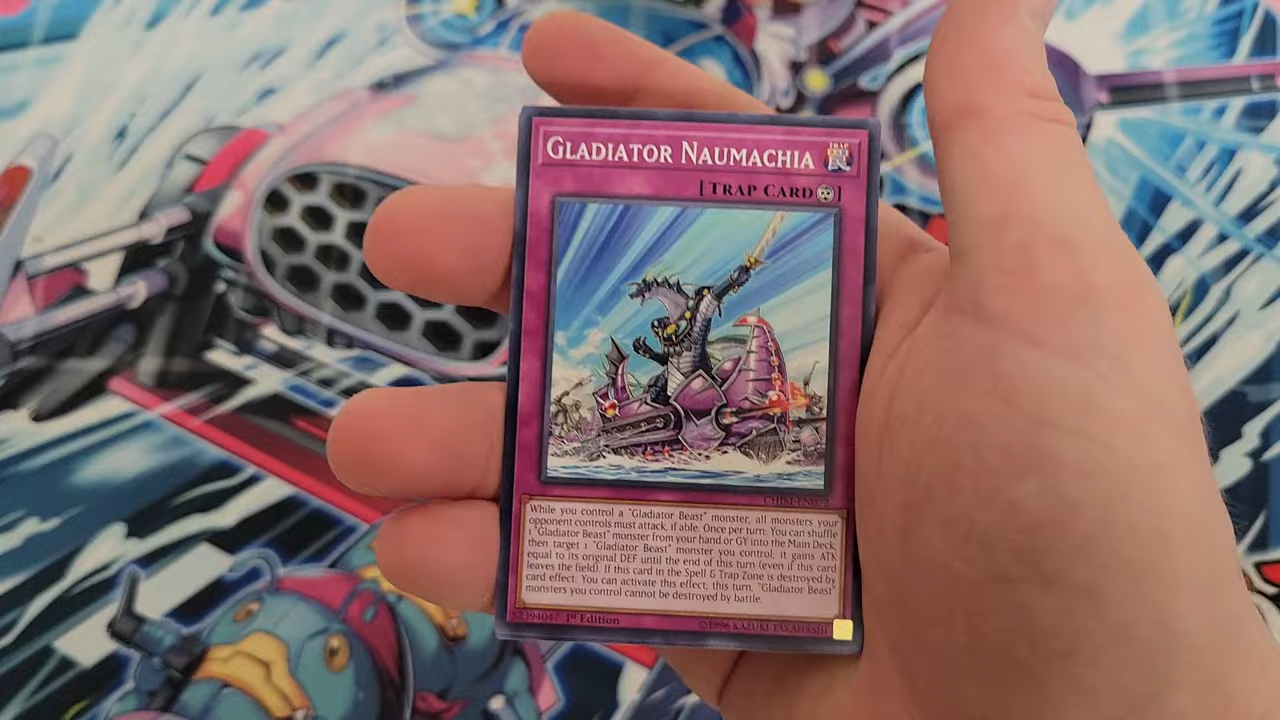 GLADIATOR NAUMACHIA
TRAP
[TRAP CARD]
CHIM-EN072
While you control a "Gladiator Beast" monster, all monsters your
opponent controls must attack, if able. Once per turn: You can shuffle
1 "Gladiator Beast" monster from your hand or GY into the Main Deck,
then target 1 "Gladiator Beast" monster you control; it gains ATK
equal to its original DEF until the end of this turn (even if this card
leaves the field). If this card in the Spell & Trap Zone is destroyed by
card effect: You can activate this effect; this turn, "Gladiator Beast"
monsters you control cannot be destroyed by battle.
52394047 1st Edition ©1996 KAZUKI TAKAHASHI